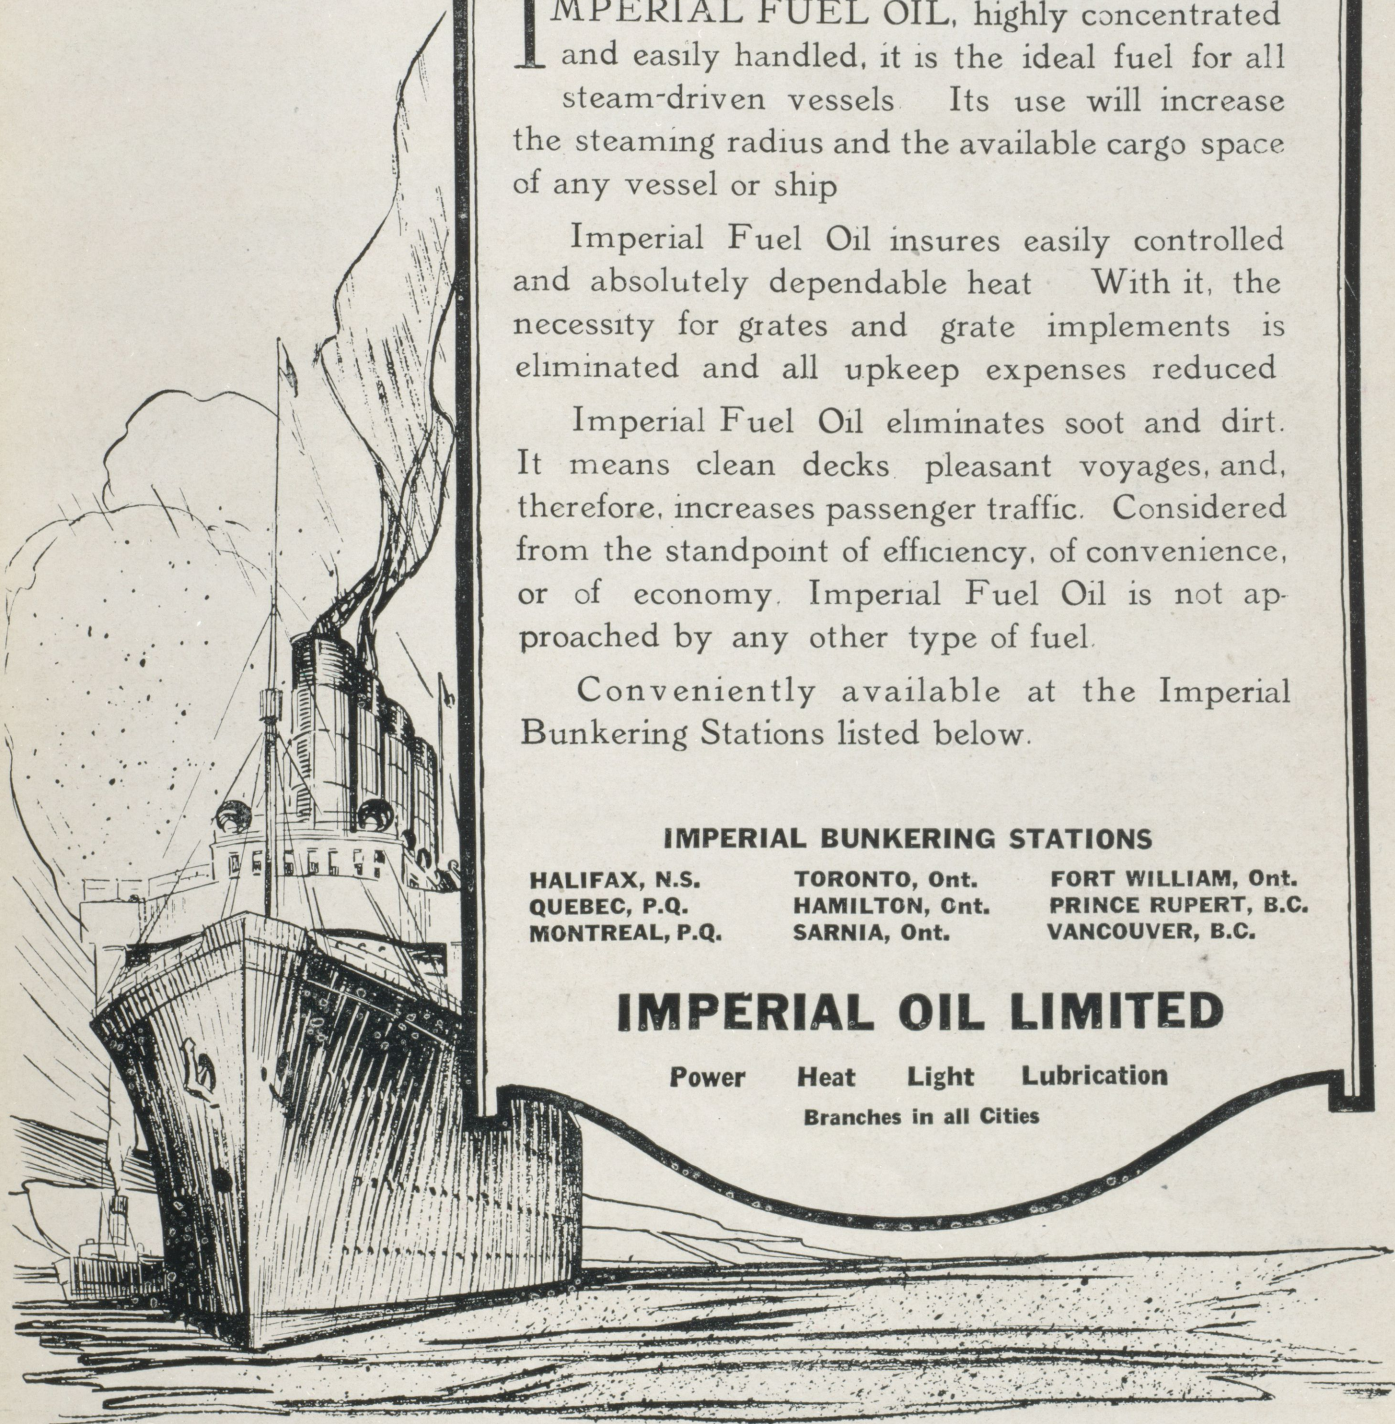 IMPERIAL FUEL OIL, highly concentrated
and easily handled, it is the ideal fuel for all
steam-driven vessels Its use will increase
the steaming radius and the available cargo space
of any vessel or ship
Imperial Fuel Oil insures easily controlled
and absolutely dependable heat With it, the
necessity for grates and grate implements is
eliminated and all upkeep expenses reduced
Imperial Fuel Oil eliminates soot and dirt.
It means clean decks pleasant voyages, and,
therefore, increases passenger traffic. Considered
from the standpoint of efficiency, of convenience,
or of economy, Imperial Fuel Oil is not ap-
proached by any other type of fuel.
Conveniently available at the Imperial
Bunkering Stations listed below.
IMPERIAL BUNKERING STATIONS
HALIFAX, N.S. TORONTO, Ont. FORT WILLIAM, Ont.
QUEBEC, P.Q. HAMILTON, Ont. PRINCE RUPERT, B.C.
MONTREAL, P.Q. SARNIA, Ont. VANCOUVER, B.C.
IMPERIAL OIL LIMITED
Power Heat Light Lubrication
Branches in all Cities